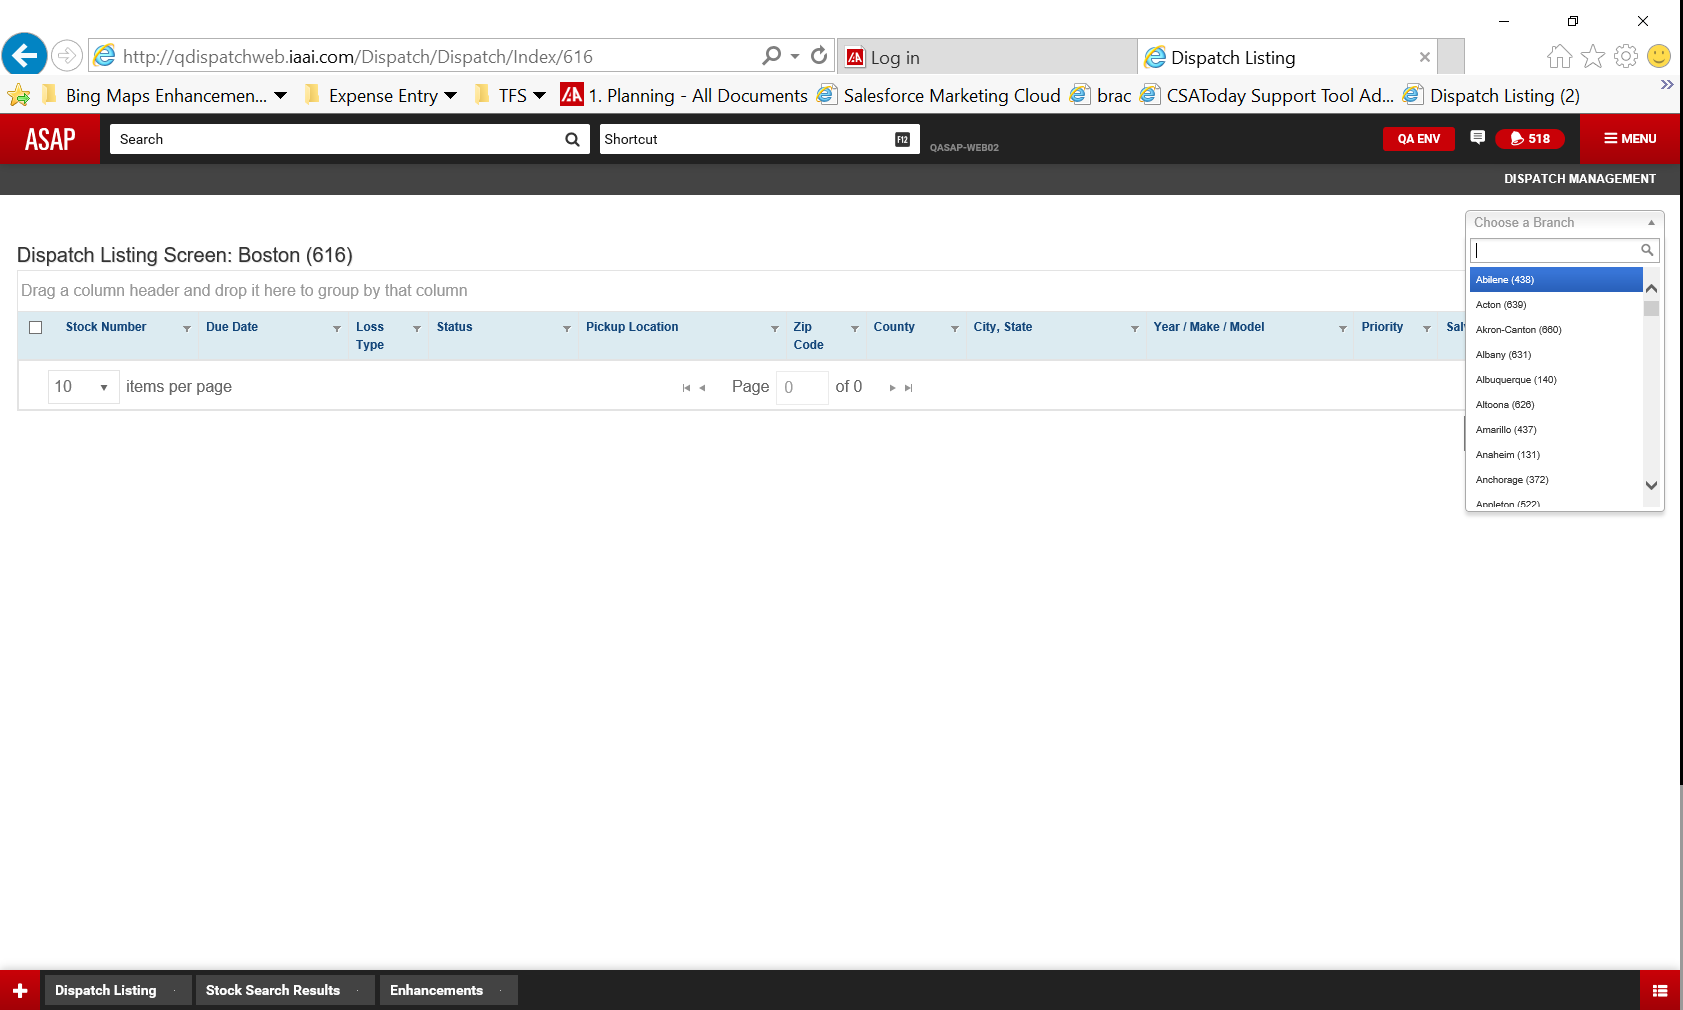 http://qdispatchweb.iaai.com/Dispatch/Dispatch/Index/616
Log in
Dispatch Listing
Bing Maps Enhancemen...
Expense Entry
TFS
1. Planning - All Documents
Salesforce Marketing Cloud
brac
CSAToday Support Tool Ad...
Dispatch Listing (2)
ASAP
Search
Shortcut
F12
QASAP-WEB02
QA ENV
518
MENU
DISPATCH MANAGEMENT
Choose a Branch
Dispatch Listing Screen: Boston (616)
Drag a column header and drop it here to group by that column
Stock Number
Due Date
Loss Type
Status
Pickup Location
Zip Code
County
City, State
Year / Make / Model
Priority
Sal
10
items per page
Page
0
of 0
Abilene (438)
Acton (639)
Akron-Canton (660)
Albany (631)
Albuquerque (140)
Altoona (626)
Amarillo (437)
Anaheim (131)
Anchorage (372)
Appleton (522)
Dispatch Listing
Stock Search Results
Enhancements